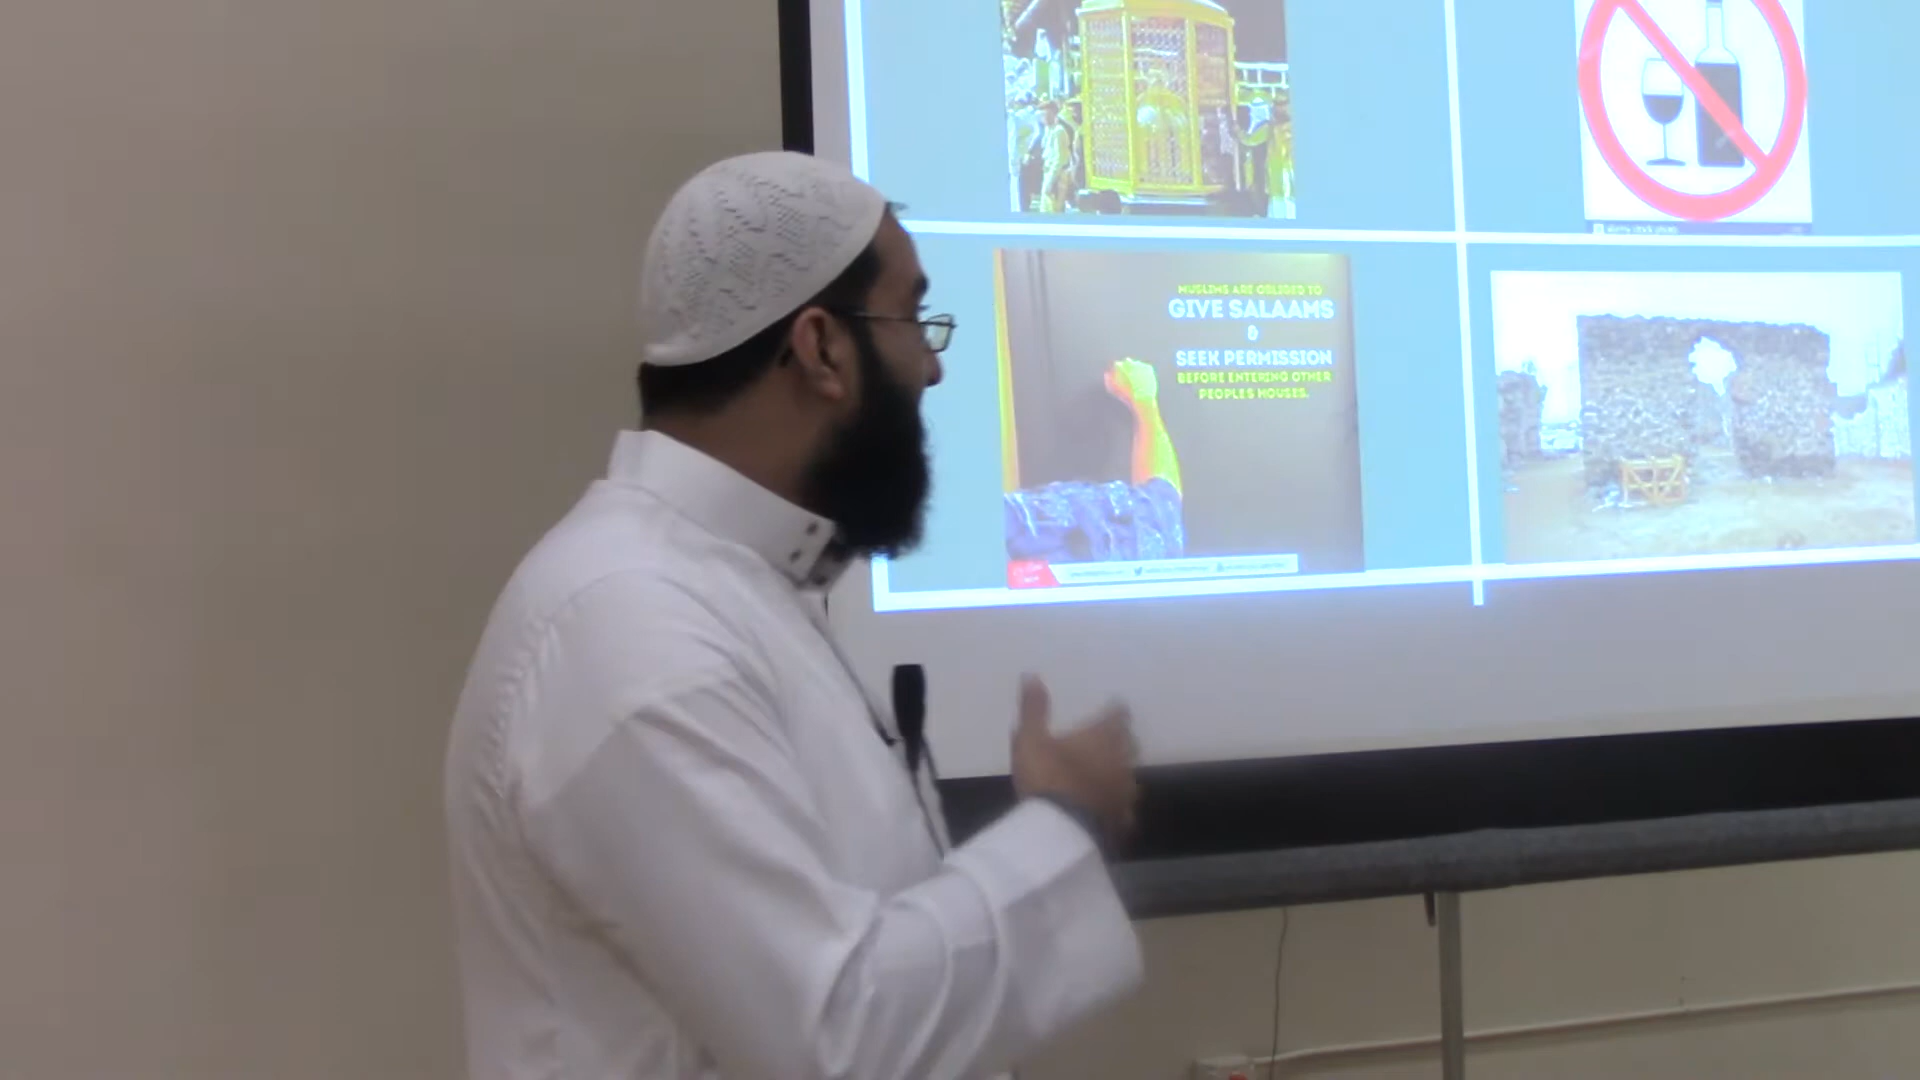 MUSLIMS ARE OBLIGED TO
GIVE SALAAMS
&
SEEK PERMISSION
BEFORE ENTERING OTHER
PEOPLES HOUSES.